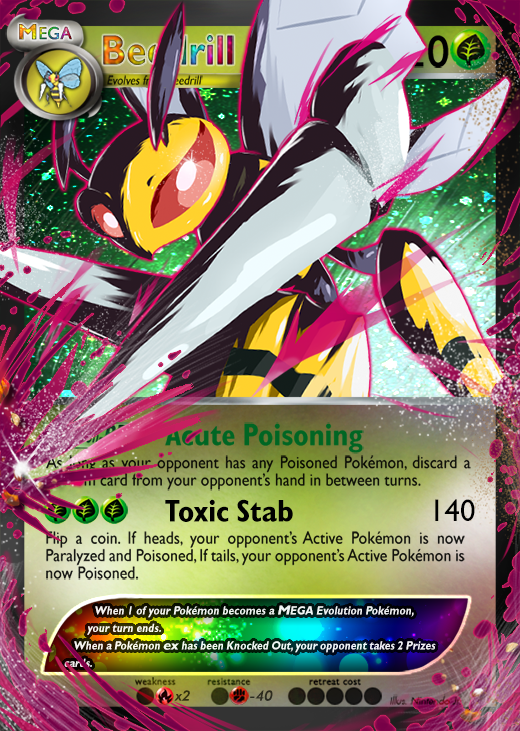 MEGA
Beedrill 20
Evolves from Beedrill
Acute Poisoning
As long as your opponent has any Poisoned Pokémon, discard a
card from your opponent's hand in between turns.
Toxic Stab 140
Flip a coin. If heads, your opponent's Active Pokémon is now
Paralyzed and Poisoned, If tails, your opponent's Active Pokémon is
now Poisoned.
When 1 of your Pokémon becomes a MEGA Evolution Pokémon,
your turn ends.
When a Pokémon ex has been Knocked Out, your opponent takes 2 Prizes
cards.
weakness resistance retreat cost
x2 -40
Illus. Nintendo